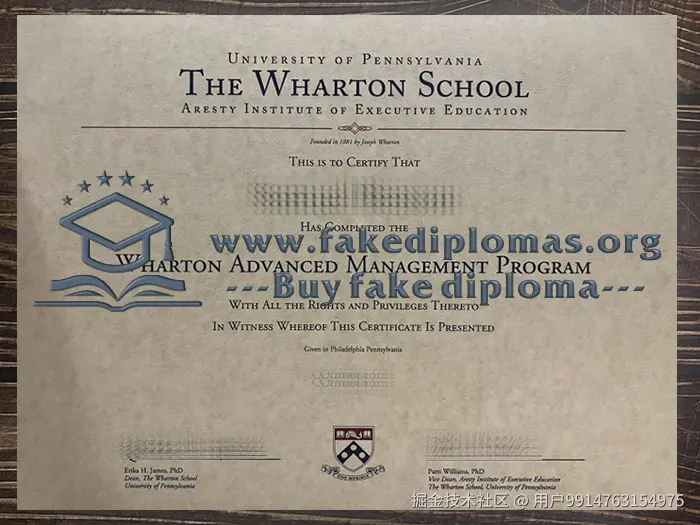 University of Pennsylvania
The Wharton School
Aresty Institute of Executive Education
Founded in 1881 by Joseph Wharton
This is to Certify That
Has Completed the
www.fakediplomas.org
Wharton Advanced Management Program
---Buy fake diploma---
With All the Rights and Privileges Thereto
In Witness Whereof This Certificate Is Presented
Given in Philadelphia Pennsylvania
Erika H. James, PhD
Dean, The Wharton School
University of Pennsylvania
Patti Williams, PhD
Vice Dean, Aresty Institute of Executive Education
The Wharton School, University of Pennsylvania
掘金技术社区 @ 用户9914763154975